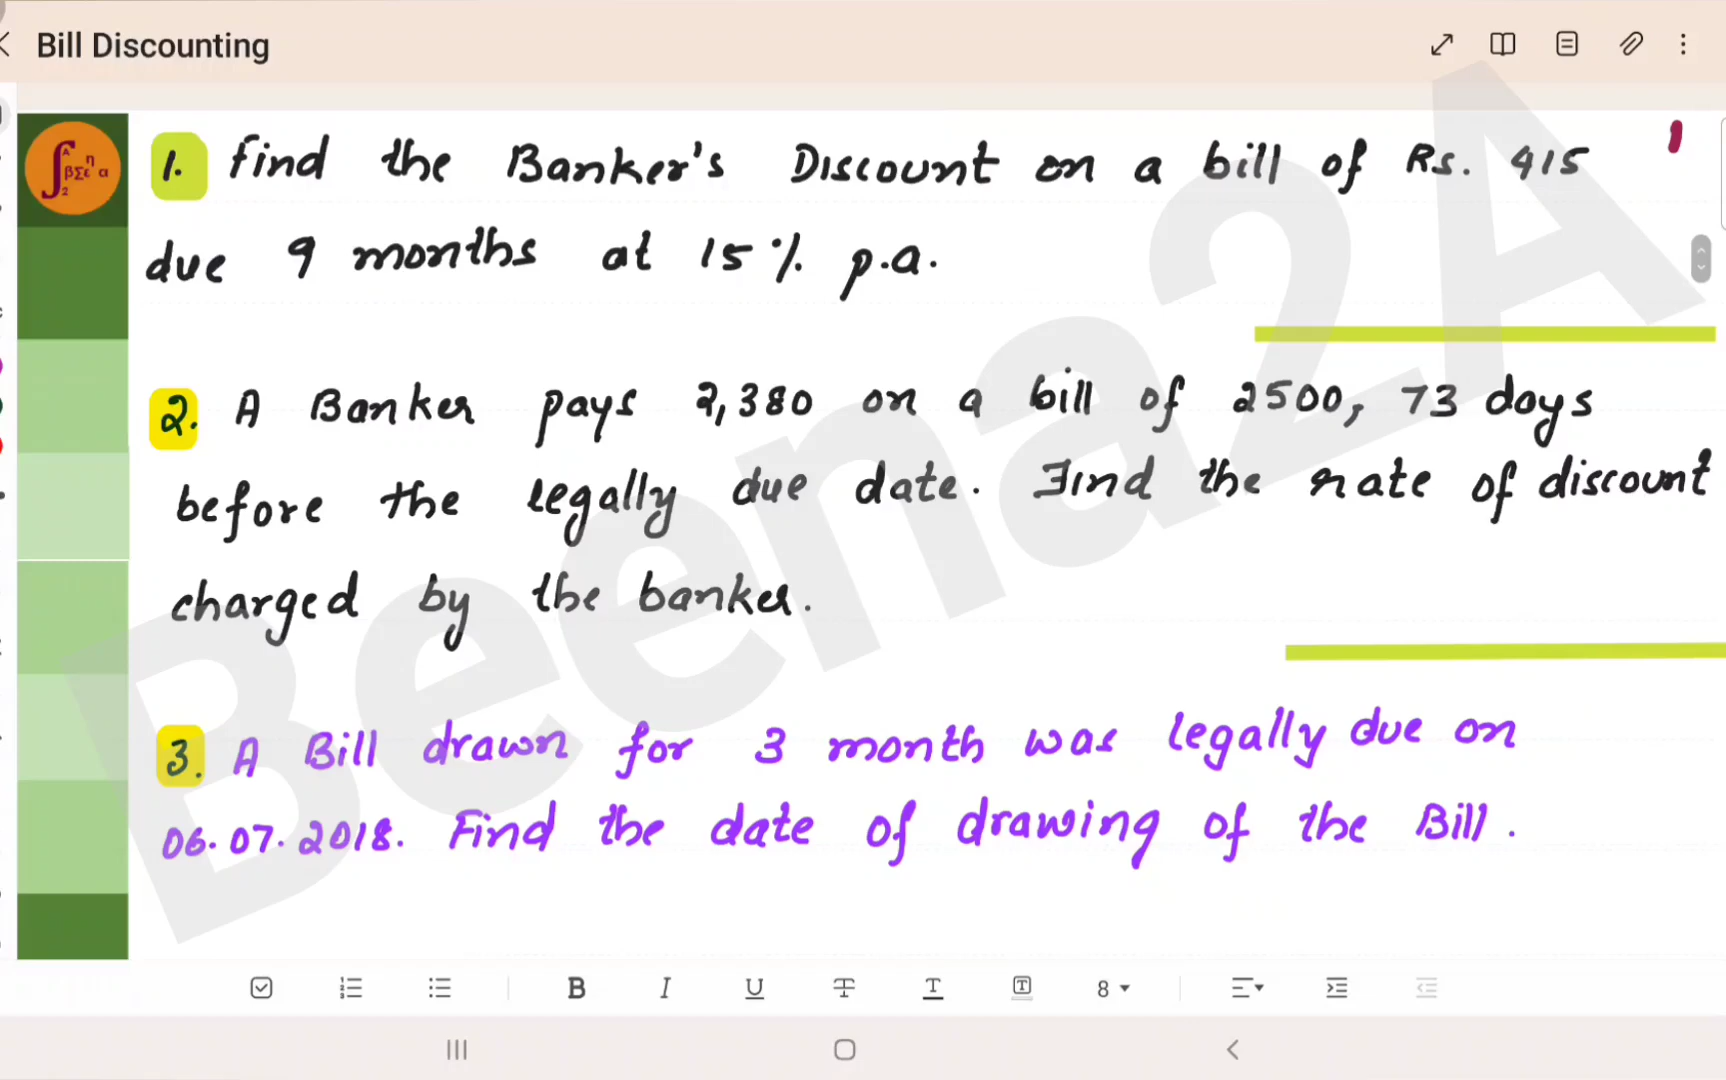 Bill Discounting
1. Find the Banker's Discount on a bill of Rs. 415
due 9 months at 15% p.a.
2. A Banker pays 2,380 on a bill of 2500, 73 days
before the legally due date. Find the rate of discount
charged by the banker.
3. A Bill drawn for 3 month was legally due on
06.07.2018. Find the date of drawing of the Bill.
Beena2A
B I U T T 8